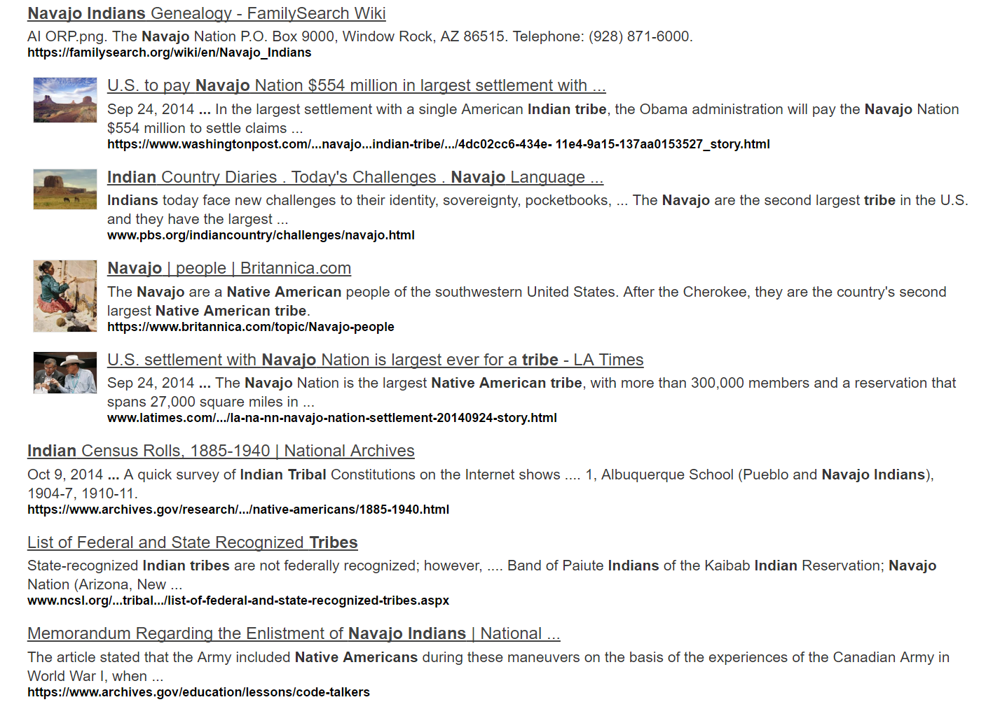 Navajo Indians Genealogy - FamilySearch Wiki
AI ORP.png. The Navajo Nation P.O. Box 9000, Window Rock, AZ 86515. Telephone: (928) 871-6000.
https://familysearch.org/wiki/en/Navajo_Indians
U.S. to pay Navajo Nation $554 million in largest settlement with ...
Sep 24, 2014 ... In the largest settlement with a single American Indian tribe, the Obama administration will pay the Navajo Nation
$554 million to settle claims ...
https://www.washingtonpost.com/...navajo...indian-tribe/.../4dc02cc6-434e- 11e4-9a15-137aa0153527_story.html
Indian Country Diaries . Today's Challenges . Navajo Language ...
Indians today face new challenges to their identity, sovereignty, pocketbooks, ... The Navajo are the second largest tribe in the U.S.
and they have the largest ...
www.pbs.org/indiancountry/challenges/navajo.html
Navajo | people | Britannica.com
The Navajo are a Native American people of the southwestern United States. After the Cherokee, they are the country's second
largest Native American tribe.
https://www.britannica.com/topic/Navajo-people
U.S. settlement with Navajo Nation is largest ever for a tribe - LA Times
Sep 24, 2014 ... The Navajo Nation is the largest Native American tribe, with more than 300,000 members and a reservation that
spans 27,000 square miles in ...
www.latimes.com/.../la-na-nn-navajo-nation-settlement-20140924-story.html
Indian Census Rolls, 1885-1940 | National Archives
Oct 9, 2014 ... A quick survey of Indian Tribal Constitutions on the Internet shows .... 1, Albuquerque School (Pueblo and Navajo Indians),
1904-7, 1910-11.
https://www.archives.gov/research/.../native-americans/1885-1940.html
List of Federal and State Recognized Tribes
State-recognized Indian tribes are not federally recognized; however, .... Band of Paiute Indians of the Kaibab Indian Reservation; Navajo
Nation (Arizona, New ...
www.ncsl.org/...tribal.../list-of-federal-and-state-recognized-tribes.aspx
Memorandum Regarding the Enlistment of Navajo Indians | National ...
The article stated that the Army included Native Americans during these maneuvers on the basis of the experiences of the Canadian Army in
World War I, when ...
https://www.archives.gov/education/lessons/code-talkers